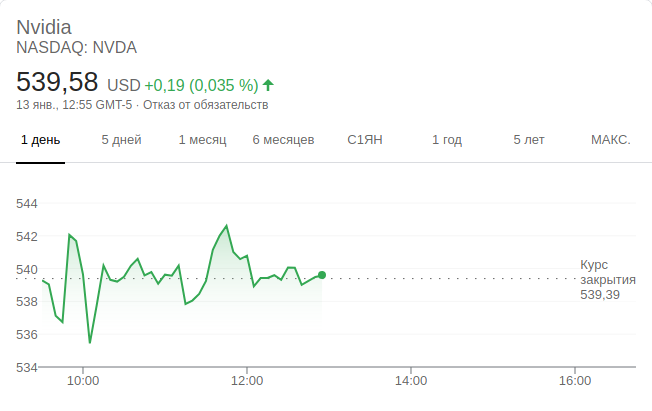 Nvidia
NASDAQ: NVDA
539,58 USD +0,19 (0,035 %)
13 янв., 12:55 GMT-5 · Отказ от обязательств
1 день 5 дней 1 месяц 6 месяцев С1ЯН 1 год 5 лет МАКС.
544
542
540
538
536
534
Курс
закрытия
539,39
10:00 12:00 14:00 16:00